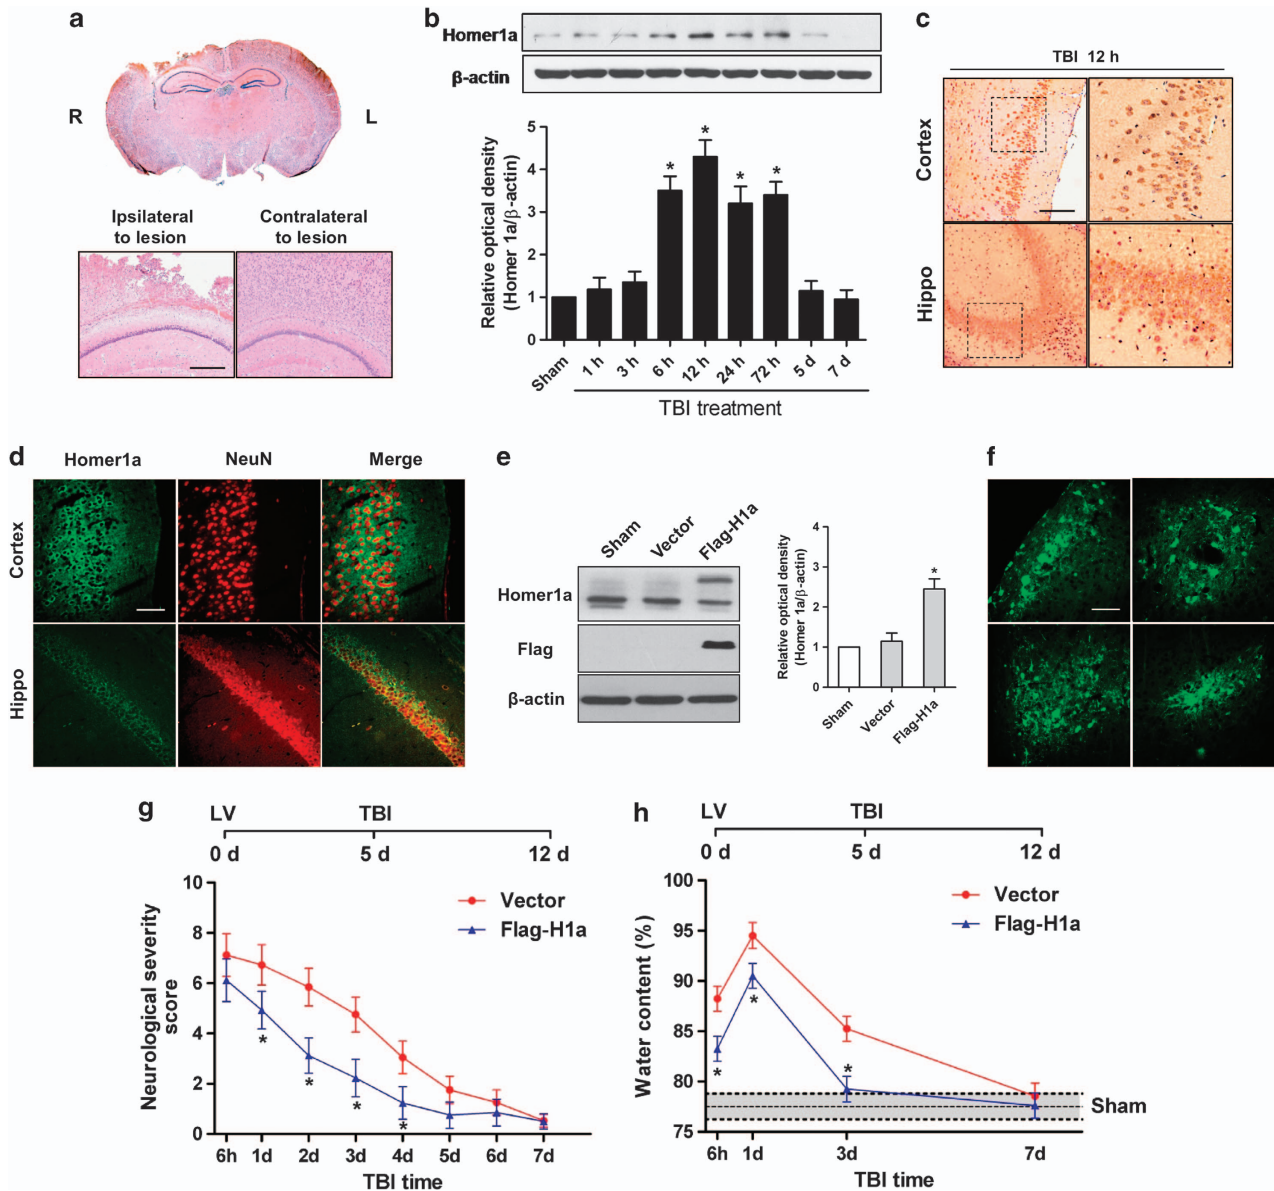 a
R
L
Ipsilateral
to lesion
Contralateral
to lesion
b
Homer1a
β-actin
Relative optical density
(Homer 1a/β-actin)
5
4
3
2
1
0
Sham
1 h
3 h
6 h
12 h
24 h
72 h
5 d
7 d
* * * *
TBI treatment
c
TBI 12 h
Cortex
Hippo
d
Homer1a
NeuN
Merge
Cortex
Hippo
e
Sham
Vector
Flag-H1a
Homer1a
Flag
β-actin
Relative optical density
(Homer 1a/β-actin)
4
3
2
1
0
*
Sham
Vector
Flag-H1a
f
g
LV
TBI
0 d
5 d
12 d
Neurological severity
score
10
8
6
4
2
0
Vector
Flag-H1a
* * * *
6h
1d
2d
3d
4d
5d
6d
7d
TBI time
h
LV
TBI
0 d
5d
12 d
Water content (%)
100
95
90
85
80
75
Vector
Flag-H1a
* * *
Sham
6h
1d
3d
7d
TBI time